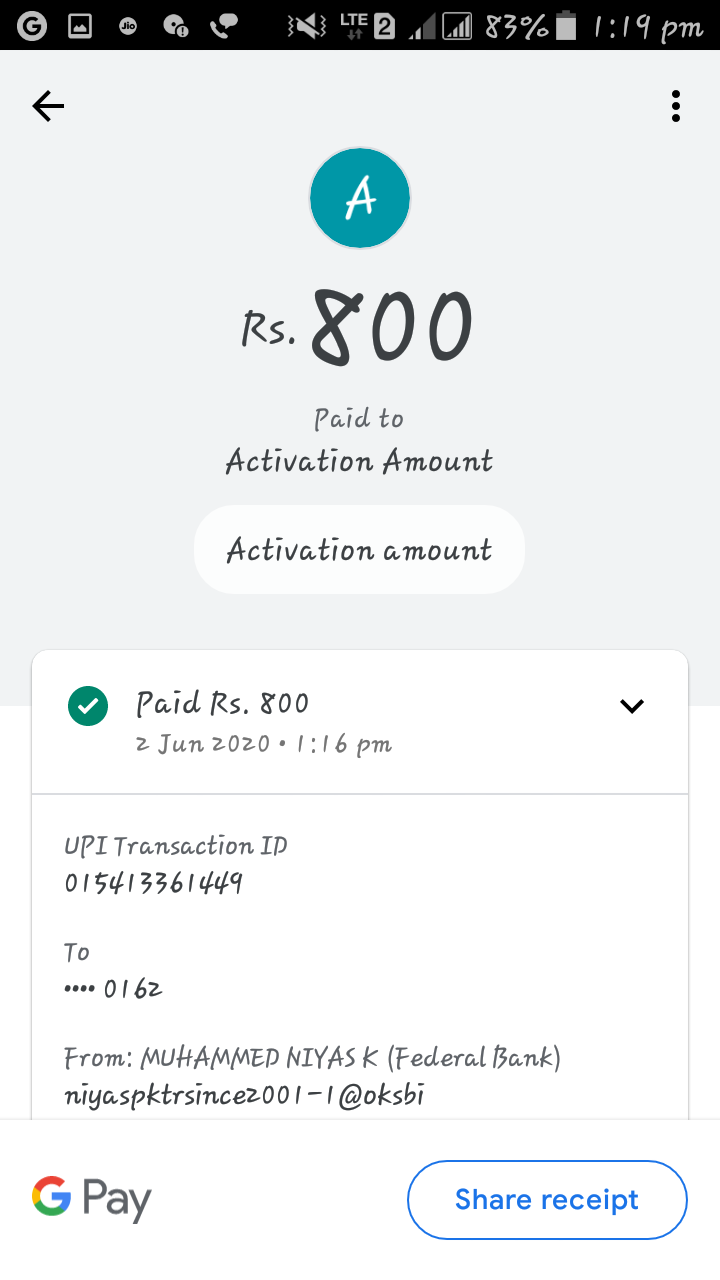 LTE 2 83% 1:19 pm
A
Rs. 800
Paid to
Activation Amount
Activation amount
Paid Rs. 800
2 Jun 2020 • 1:16 pm
UPI Transaction ID
015413361449
To
•••• 0162
From: MUHAMMED NIYAS K (Federal Bank)
niyaspktrsince2001-1@oksbi
G Pay
Share receipt